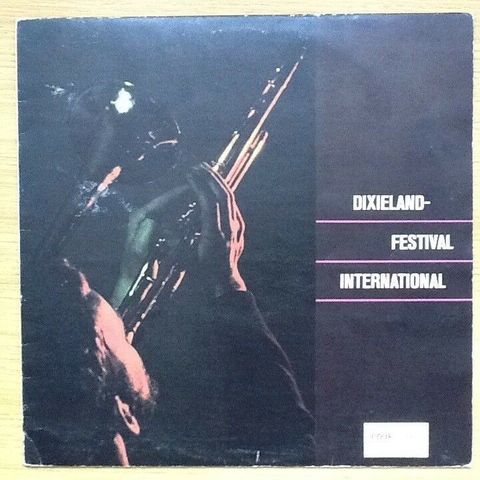 DIXIELAND-
FESTIVAL
INTERNATIONAL